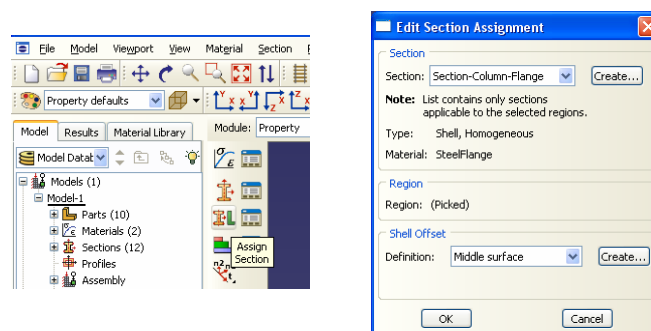 File Model Viewport View Material Section
Property defaults
Model Results Material Library Module: Property
Model Datat
Models (1)
Model-1
Parts (10)
Materials (2)
Sections (12)
Profiles
Assembly
Assign
Section
Edit Section Assignment
Section
Section: Section-Column-Flange Create...
Note: List contains only sections
applicable to the selected regions.
Type: Shell, Homogeneous
Material: SteelFlange
Region
Region: (Picked)
Shell Offset
Definition: Middle surface Create...
OK Cancel